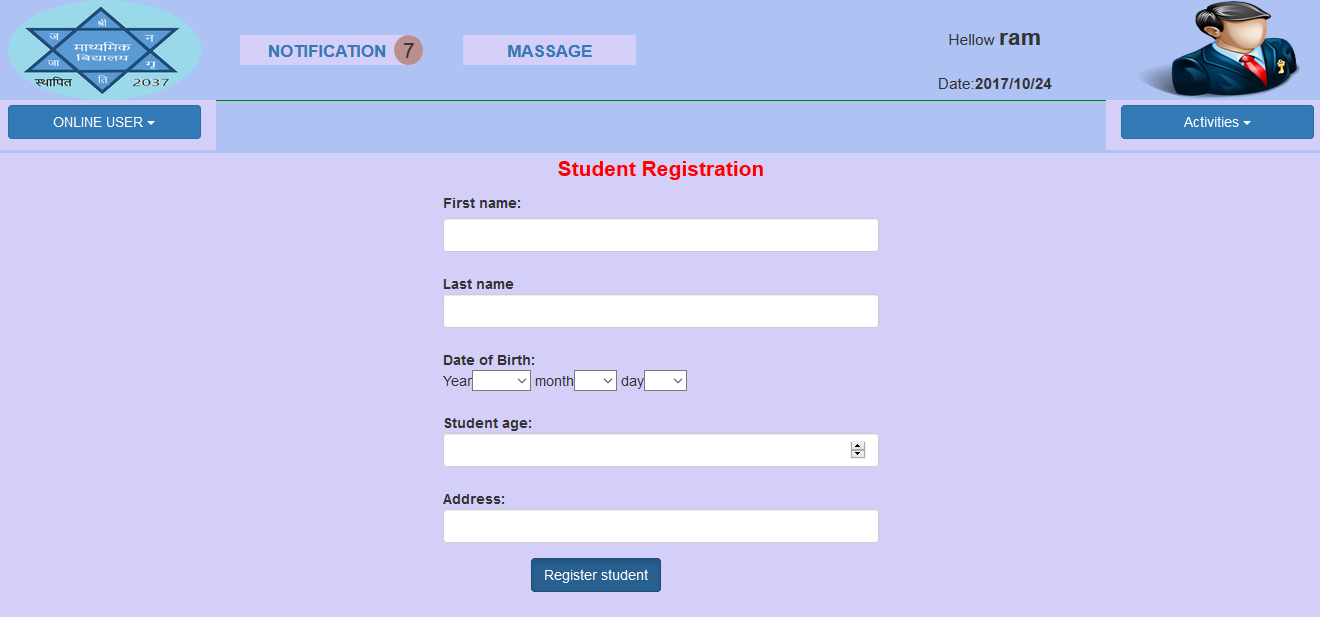 श्री
ज
न
माध्यमिक
बिद्यालय
जा
गृ
ति
स्थापित
2037
NOTIFICATION 7
MASSAGE
Hellow ram
Date:2017/10/24
ONLINE USER
Activities
Student Registration
First name:
Last name
Date of Birth:
Year month day
Student age:
Address:
Register student